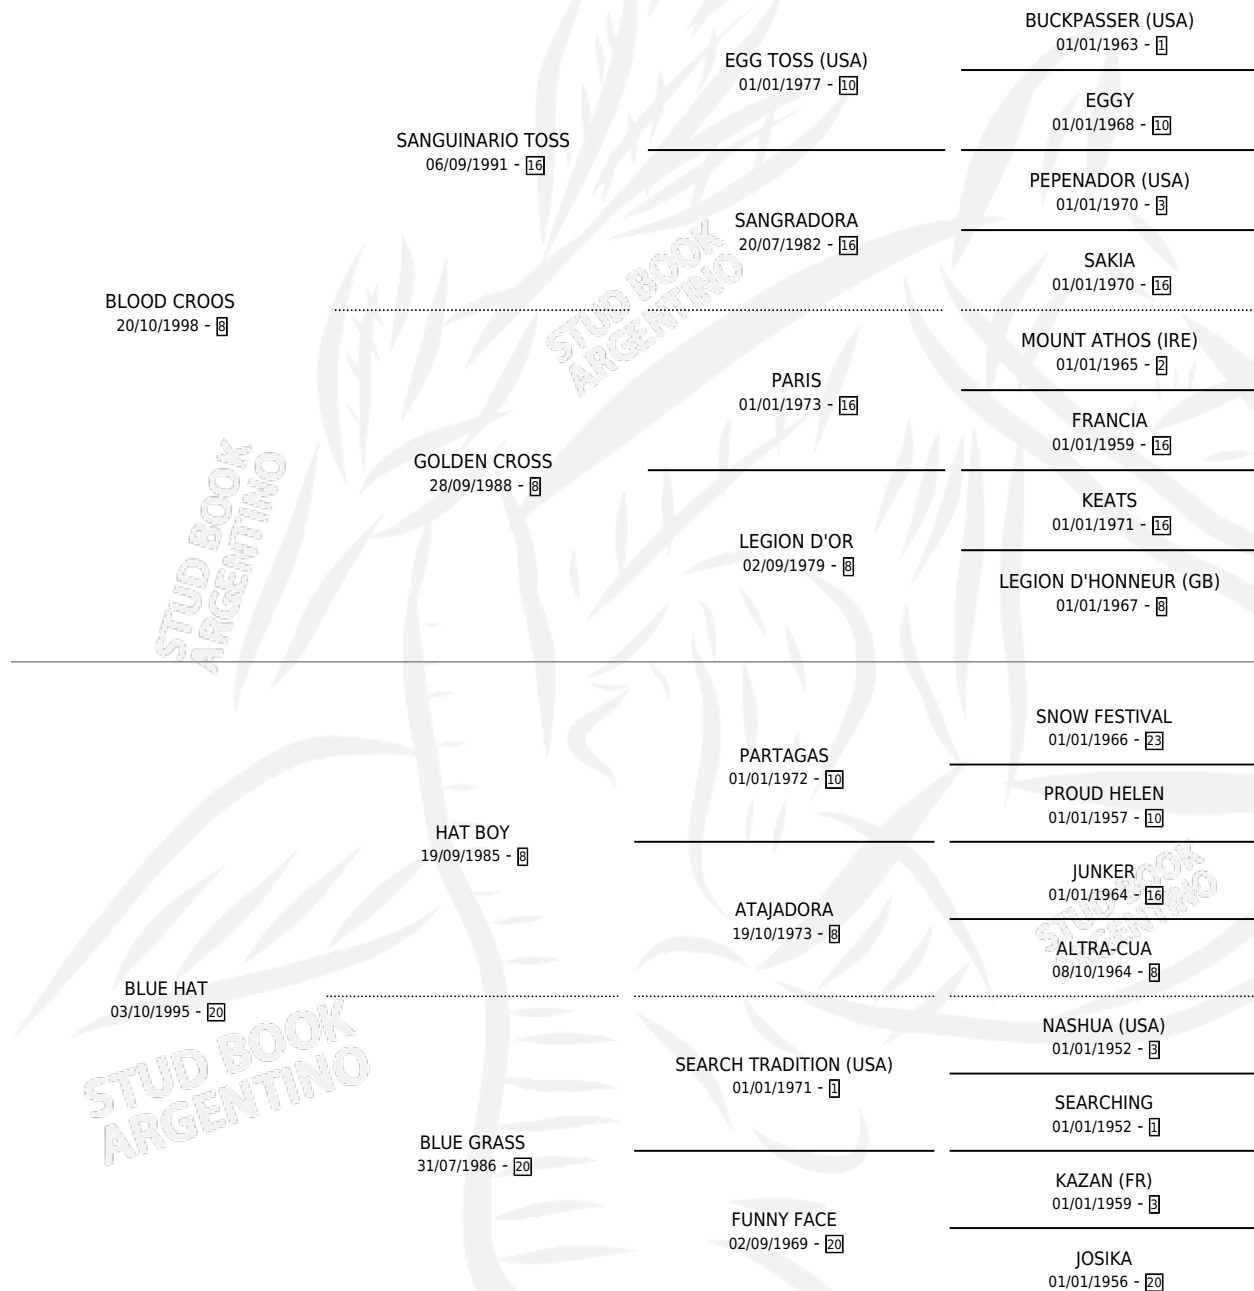 BLOOD CROOS
20/10/1998 - 8
SANGUINARIO TOSS
06/09/1991 - 16
GOLDEN CROSS
28/09/1988 - 8
EGG TOSS (USA)
01/01/1977 - 10
SANGRADORA
20/07/1982 - 16
PARIS
01/01/1973 - 16
LEGION D'OR
02/09/1979 - 8
BUCKPASSER (USA)
01/01/1963 - 1
EGGY
01/01/1968 - 10
PEPENADOR (USA)
01/01/1970 - 3
SAKIA
01/01/1970 - 16
MOUNT ATHOS (IRE)
01/01/1965 - 2
FRANCIA
01/01/1959 - 16
KEATS
01/01/1971 - 16
LEGION D'HONNEUR (GB)
01/01/1967 - 8
BLUE HAT
03/10/1995 - 20
HAT BOY
19/09/1985 - 8
BLUE GRASS
31/07/1986 - 20
PARTAGAS
01/01/1972 - 10
ATAJADORA
19/10/1973 - 8
SEARCH TRADITION (USA)
01/01/1971 - 1
FUNNY FACE
02/09/1969 - 20
SNOW FESTIVAL
01/01/1966 - 23
PROUD HELEN
01/01/1957 - 10
JUNKER
01/01/1964 - 16
ALTRA-CUA
08/10/1964 - 8
NASHUA (USA)
01/01/1952 - 3
SEARCHING
01/01/1952 - 1
KAZAN (FR)
01/01/1959 - 3
JOSIKA
01/01/1956 - 20
STUD BOOK
ARGENTINO
STUD BOOK
ARGENTINO
STUD BOOK
ARGENTINO
STUD BOOK
ARGENTINO